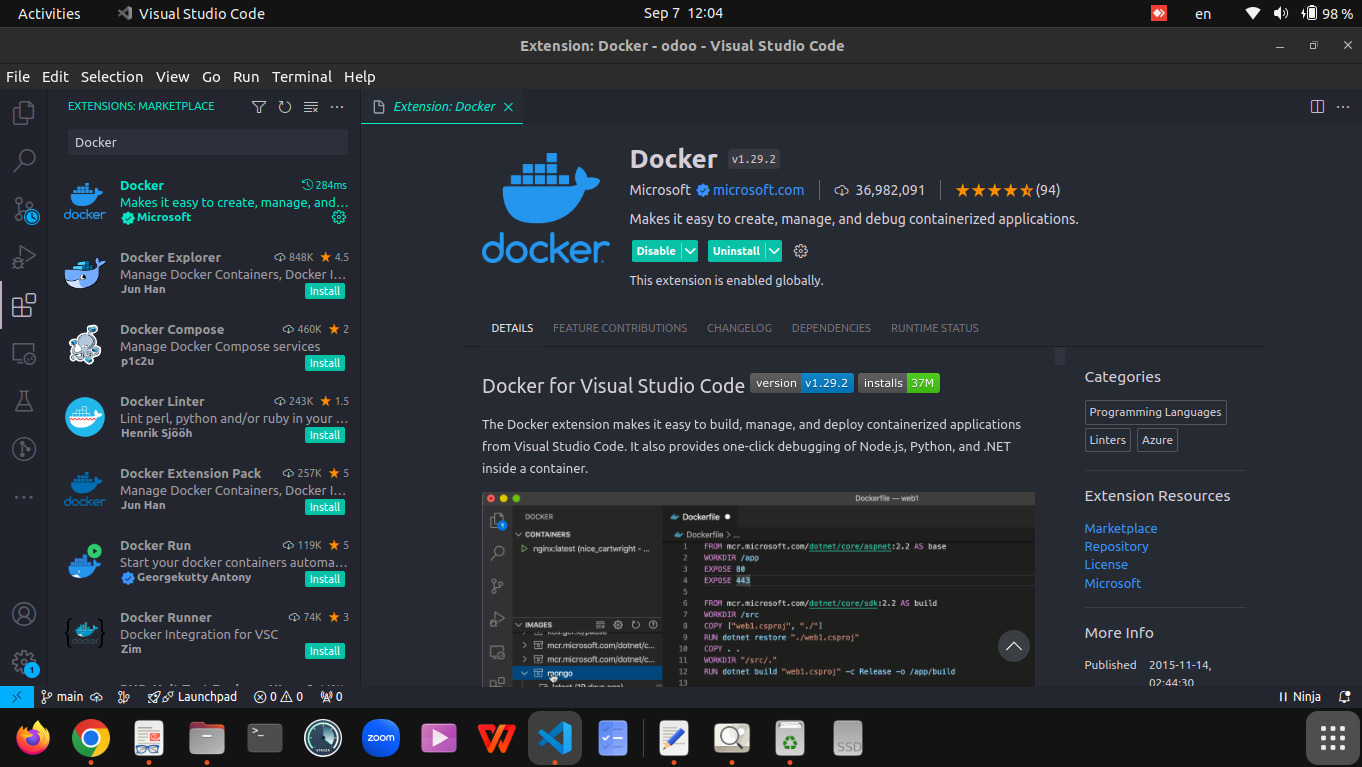 Activities
Visual Studio Code
Sep 7 12:04
en
98 %
Extension: Docker - odoo - Visual Studio Code
File Edit Selection View Go Run Terminal Help
EXTENSIONS: MARKETPLACE
Docker
Docker
284ms
Makes it easy to create, manage, and...
Microsoft
docker
Docker Explorer
848K ★ 4.5
Manage Docker Containers, Docker I...
Jun Han
Install
Docker Compose
460K ★ 2
Manage Docker Compose services
p1c2u
Install
Docker Linter
243K ★ 1.5
Lint perl, python and/or ruby in your ...
Henrik Sjööh
Install
Docker Extension Pack
257K ★ 5
Manage Docker Containers, Docker I...
Jun Han
Install
docker
Docker Run
119K ★ 5
Start your docker containers automa...
Georgekutty Antony
Install
Docker Runner
74K ★ 3
Docker Integration for VSC
Zim
Install
Extension: Docker
docker
Docker v1.29.2
Microsoft microsoft.com 36,982,091 (94)
Makes it easy to create, manage, and debug containerized applications.
Disable Uninstall
This extension is enabled globally.
DETAILS FEATURE CONTRIBUTIONS CHANGELOG DEPENDENCIES RUNTIME STATUS
Docker for Visual Studio Code version v1.29.2 installs 37M
The Docker extension makes it easy to build, manage, and deploy containerized applications
from Visual Studio Code. It also provides one-click debugging of Node.js, Python, and .NET
inside a container.
Dockerfile — web1
DOCKER
CONTAINERS
nginx:latest (nice_cartwright - ...
IMAGES
mcr.microsoft.com/dotnet/c...
mcr.microsoft.com/dotnet/c...
mongo
Dockerfile
Dockerfile > ...
1 FROM mcr.microsoft.com/dotnet/core/aspnet:2.2 AS base
2 WORKDIR /app
3 EXPOSE 80
4 EXPOSE 443
5
6 FROM mcr.microsoft.com/dotnet/core/sdk:2.2 AS build
7 WORKDIR /src
8 COPY ["web1.csproj", "./"]
9 RUN dotnet restore "./web1.csproj"
10 COPY . .
11 WORKDIR "/src/."
12 RUN dotnet build "web1.csproj" -c Release -o /app/build
13
Categories
Programming Languages
Linters Azure
Extension Resources
Marketplace
Repository
License
Microsoft
More Info
Published 2015-11-14,
02:44:30
1
main
Launchpad
0 0
0
Ninja
zoom
SSD